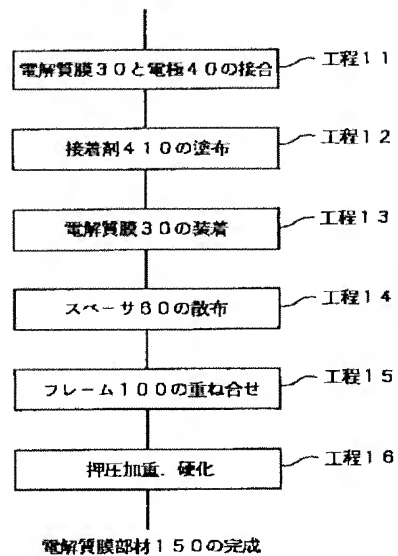 電解質膜30と電極40の接合
工程11
接着剤410の塗布
工程12
電解質膜30の装着
工程13
スペーサ60の散布
工程14
フレーム100の重ね合せ
工程15
押圧加重、硬化
工程16
電解質膜部材150の完成